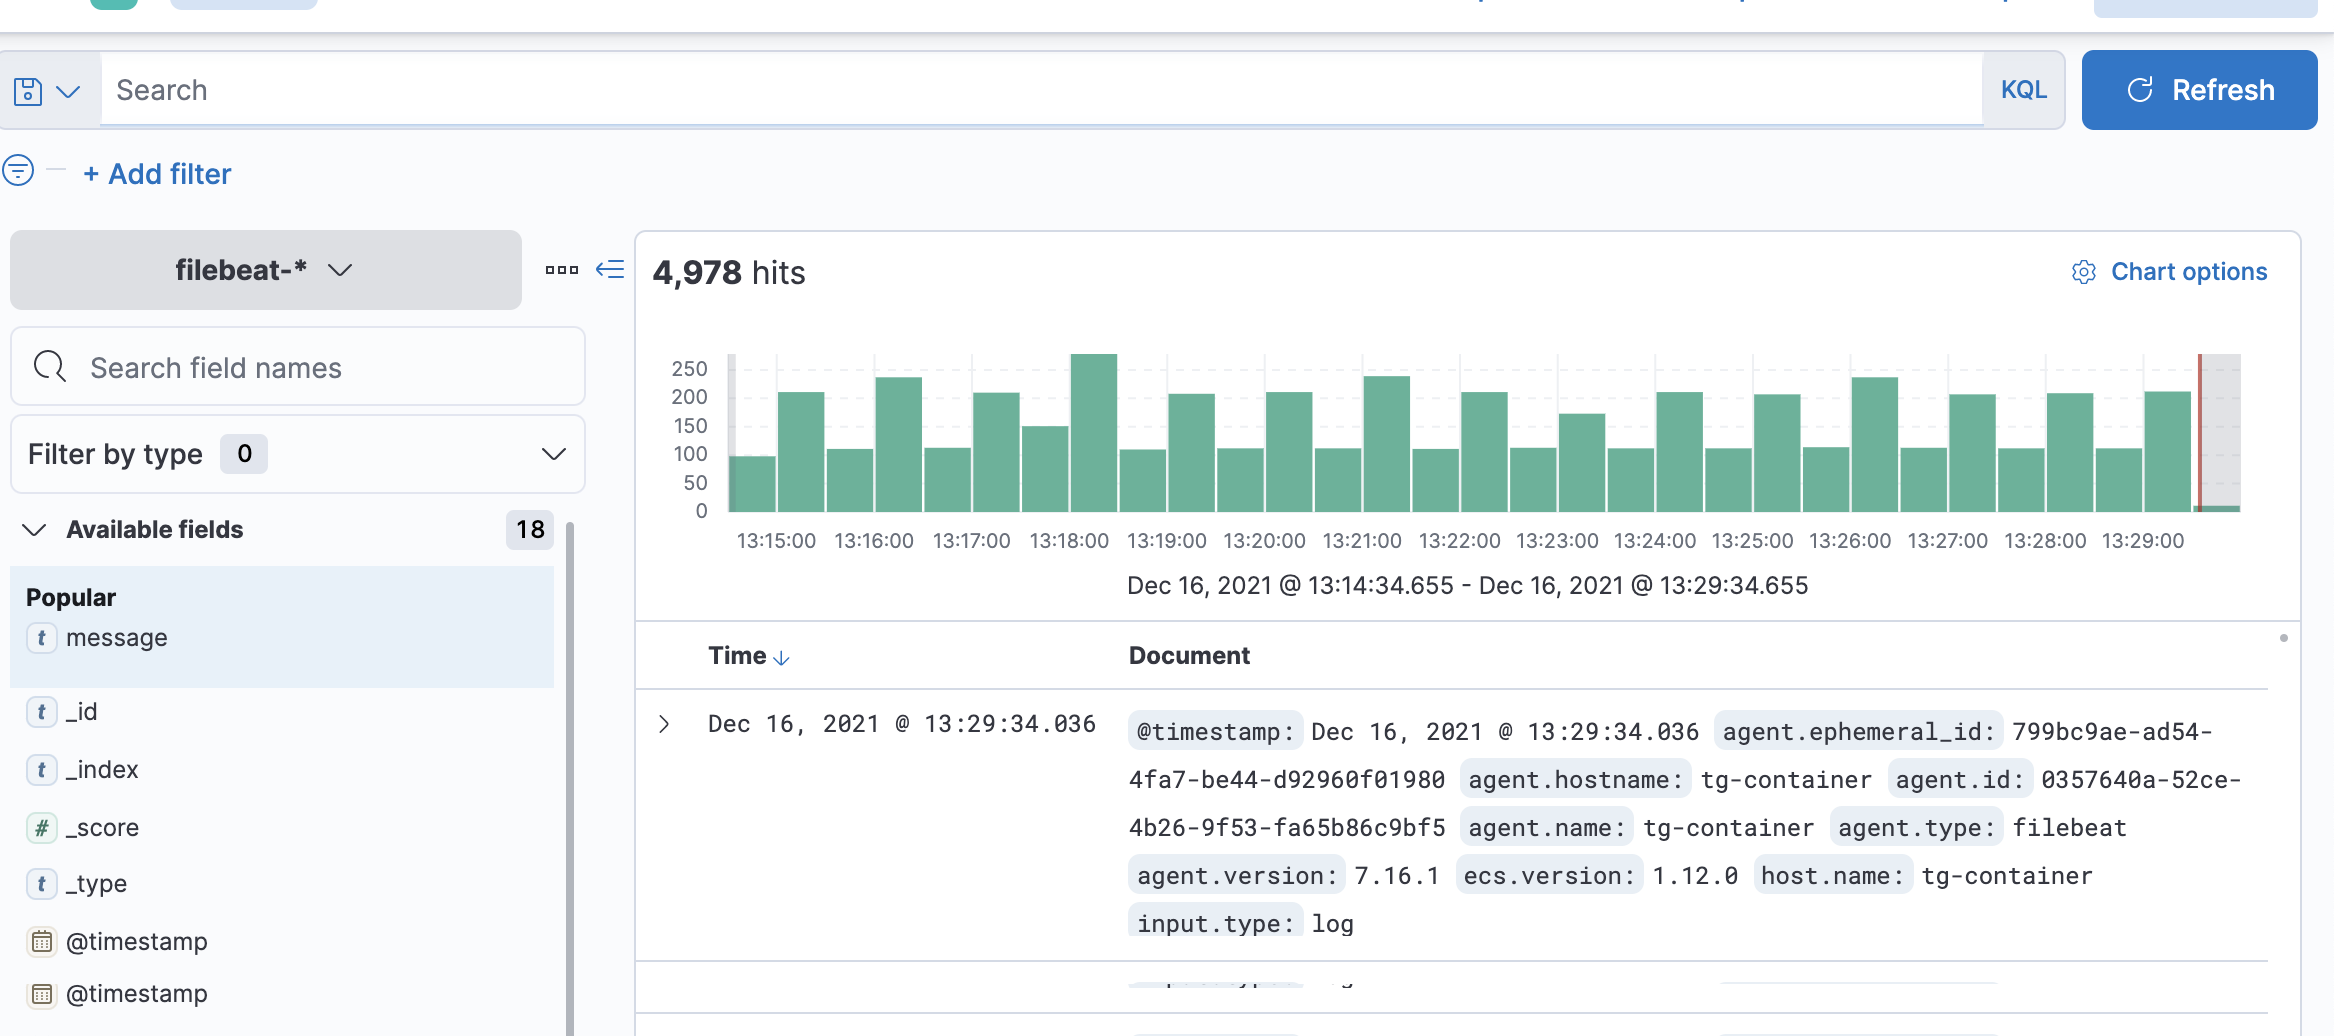 Search
KQL
Refresh
+ Add filter
filebeat-*
4,978 hits
Chart options
Search field names
Filter by type 0
Available fields 18
Popular
t message
t _id
t _index
# _score
t _type
@timestamp
@timestamp
250
200
150
100
50
0
13:15:00 13:16:00 13:17:00 13:18:00 13:19:00 13:20:00 13:21:00 13:22:00 13:23:00 13:24:00 13:25:00 13:26:00 13:27:00 13:28:00 13:29:00
Dec 16, 2021 @ 13:14:34.655 - Dec 16, 2021 @ 13:29:34.655
Time Document
Dec 16, 2021 @ 13:29:34.036
@timestamp: Dec 16, 2021 @ 13:29:34.036 agent.ephemeral_id: 799bc9ae-ad54-
4fa7-be44-d92960f01980 agent.hostname: tg-container agent.id: 0357640a-52ce-
4b26-9f53-fa65b86c9bf5 agent.name: tg-container agent.type: filebeat
agent.version: 7.16.1 ecs.version: 1.12.0 host.name: tg-container
input.type: log